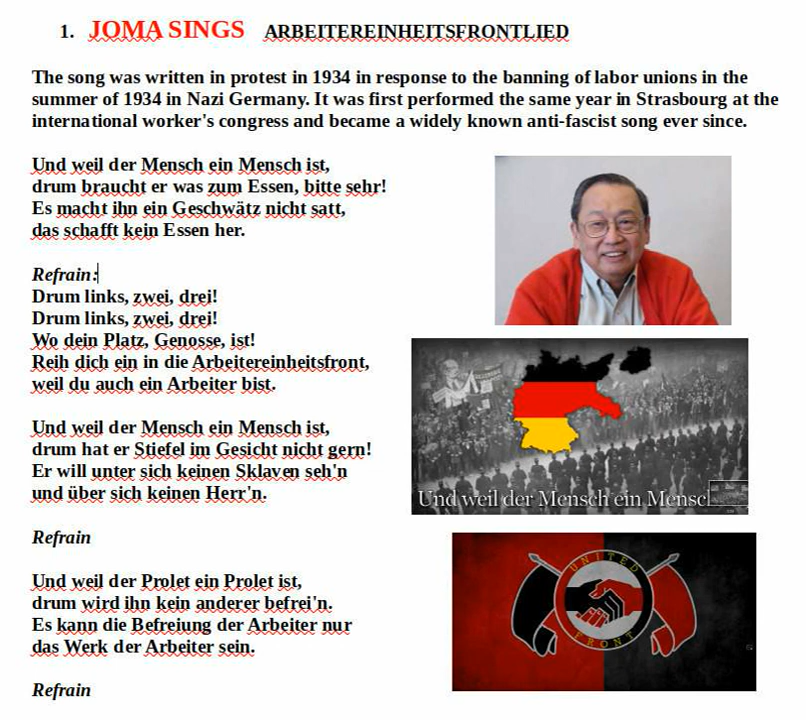 1. JOMA SINGS ARBEITEREINHEITSFRONTLIED
The song was written in protest in 1934 in response to the banning of labor unions in the
summer of 1934 in Nazi Germany. It was first performed the same year in Strasbourg at the
international worker's congress and became a widely known anti-fascist song ever since.
Und weil der Mensch ein Mensch ist,
drum braucht er was zum Essen, bitte sehr!
Es macht ihn ein Geschwätz nicht satt,
das schafft kein Essen her.
Refrain:
Drum links, zwei, drei!
Drum links, zwei, drei!
Wo dein Platz, Genosse, ist!
Reih dich ein in die Arbeitereinheitsfront,
weil du auch ein Arbeiter bist.
Und weil der Mensch ein Mensch ist,
drum hat er Stiefel im Gesicht nicht gern!
Er will unter sich keinen Sklaven seh'n
und über sich keinen Herr'n.
Refrain
Und weil der Prolet ein Prolet ist,
drum wird ihn kein anderer befrei'n.
Es kann die Befreiung der Arbeiter nur
das Werk der Arbeiter sein.
Refrain
Und weil der Mensch ein Mensc
UNITED
FRONT